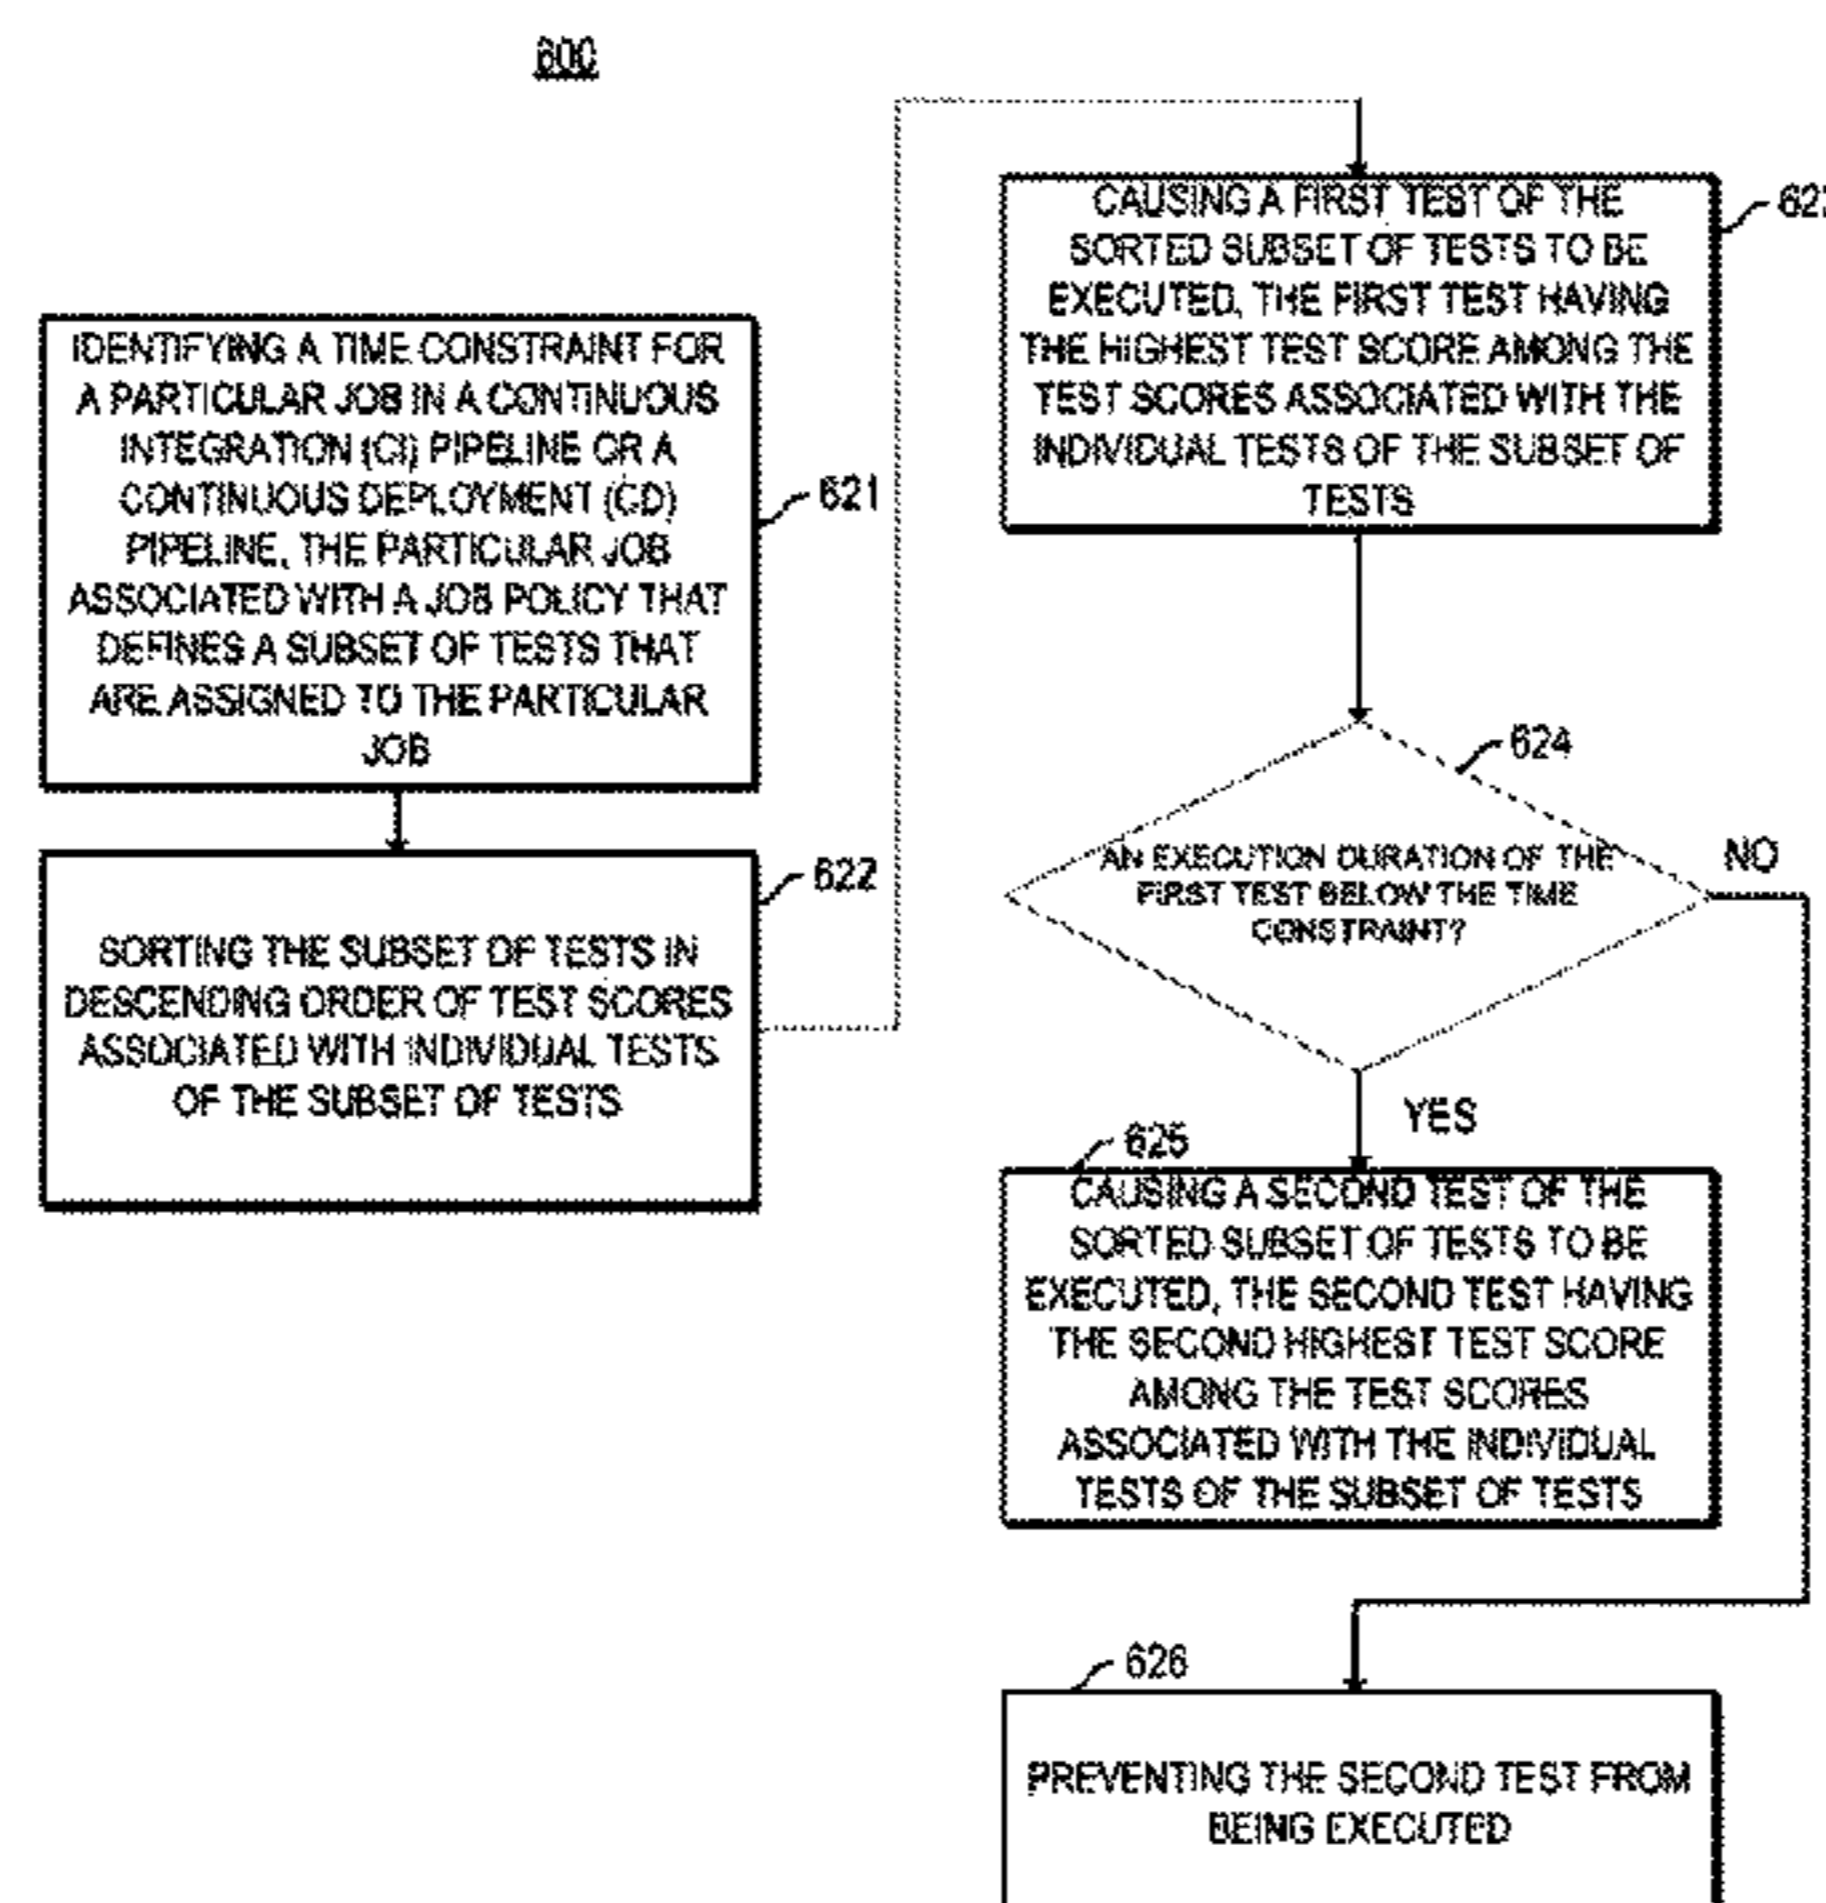 600
IDENTIFYING A TIME CONSTRAINT FOR
A PARTICULAR JOB IN A CONTINUOUS
INTEGRATION (CI) PIPELINE OR A
CONTINUOUS DEPLOYMENT (CD)
PIPELINE, THE PARTICULAR JOB
ASSOCIATED WITH A JOB POLICY THAT
DEFINES A SUBSET OF TESTS THAT
ARE ASSIGNED TO THE PARTICULAR
JOB
621
SORTING THE SUBSET OF TESTS IN
DESCENDING ORDER OF TEST SCORES
ASSOCIATED WITH INDIVIDUAL TESTS
OF THE SUBSET OF TESTS
622
CAUSING A FIRST TEST OF THE
SORTED SUBSET OF TESTS TO BE
EXECUTED, THE FIRST TEST HAVING
THE HIGHEST TEST SCORE AMONG THE
TEST SCORES ASSOCIATED WITH THE
INDIVIDUAL TESTS OF THE SUBSET OF
TESTS
624
AN EXECUTION DURATION OF THE
FIRST TEST BELOW THE TIME
CONSTRAINT?
NO
YES
625
CAUSING A SECOND TEST OF THE
SORTED SUBSET OF TESTS TO BE
EXECUTED, THE SECOND TEST HAVING
THE SECOND HIGHEST TEST SCORE
AMONG THE TEST SCORES
ASSOCIATED WITH THE INDIVIDUAL
TESTS OF THE SUBSET OF TESTS
626
PREVENTING THE SECOND TEST FROM
BEING EXECUTED